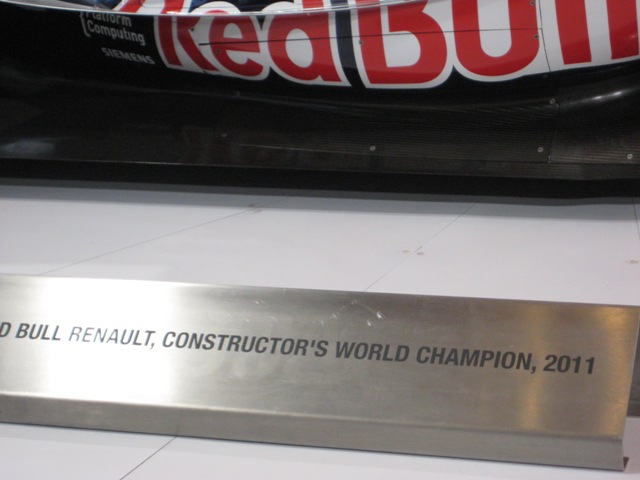 Platform
Computing
SIEMENS
Red Bull
D BULL RENAULT, CONSTRUCTOR'S WORLD CHAMPION, 2011